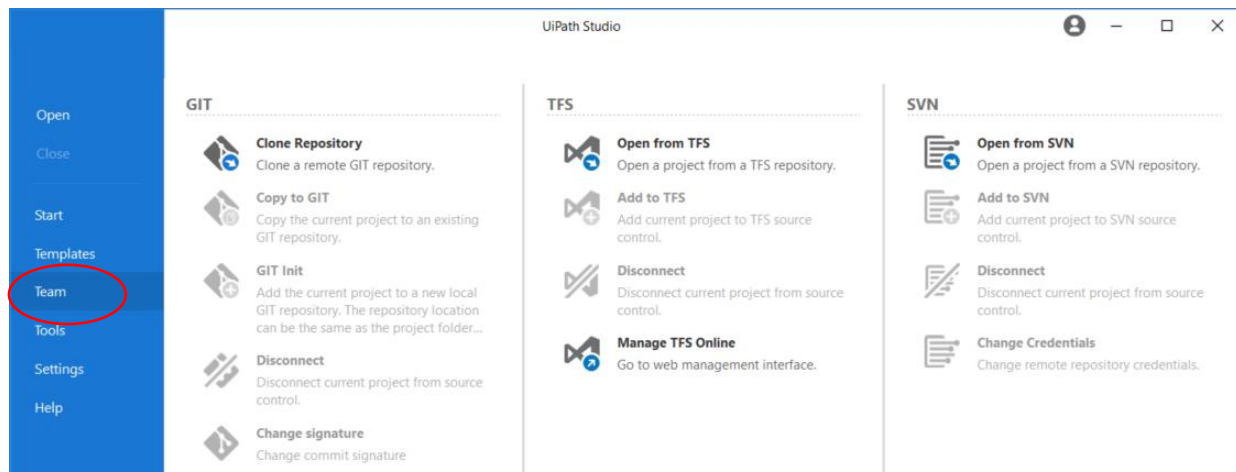 UiPath Studio
Open
Close
Start
Templates
Team
Tools
Settings
Help
GIT
Clone Repository
Clone a remote GIT repository.
Copy to GIT
Copy the current project to an existing
GIT repository.
GIT Init
Add the current project to a new local
GIT repository. The repository location
can be the same as the project folder...
Disconnect
Disconnect current project from source
control.
Change signature
Change commit signature
TFS
Open from TFS
Open a project from a TFS repository.
Add to TFS
Add current project to TFS source
control.
Disconnect
Disconnect current project from source
control.
Manage TFS Online
Go to web management interface.
SVN
Open from SVN
Open a project from a SVN repository.
Add to SVN
Add current project to SVN source
control.
Disconnect
Disconnect current project from source
control.
Change Credentials
Change remote repository credentials.